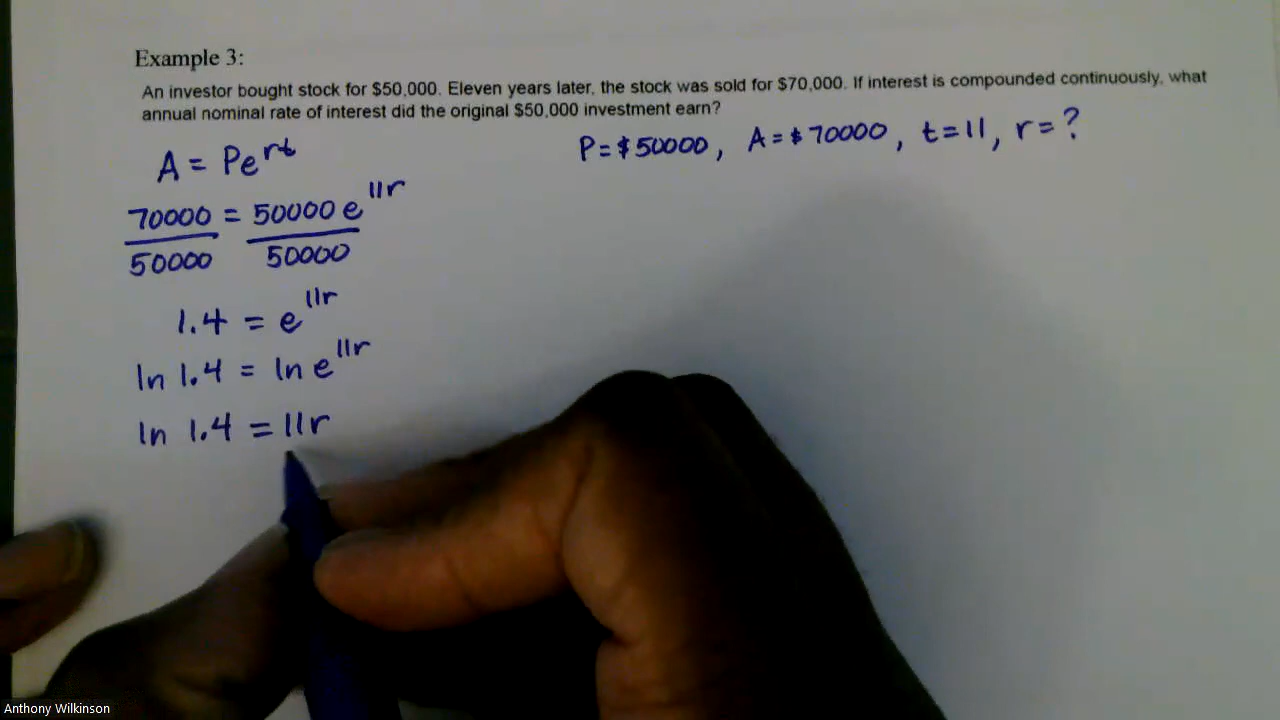 Example 3:
An investor bought stock for $50,000. Eleven years later, the stock was sold for $70,000. If interest is compounded continuously, what
annual nominal rate of interest did the original $50,000 investment earn?
P = $50000, A = $70000, t = 11, r = ?
A = Pe^{rt}
70000/50000 = 50000e^{11r}/50000
1.4 = e^{11r}
ln 1.4 = ln e^{11r}
ln 1.4 = 11r
Anthony Wilkinson